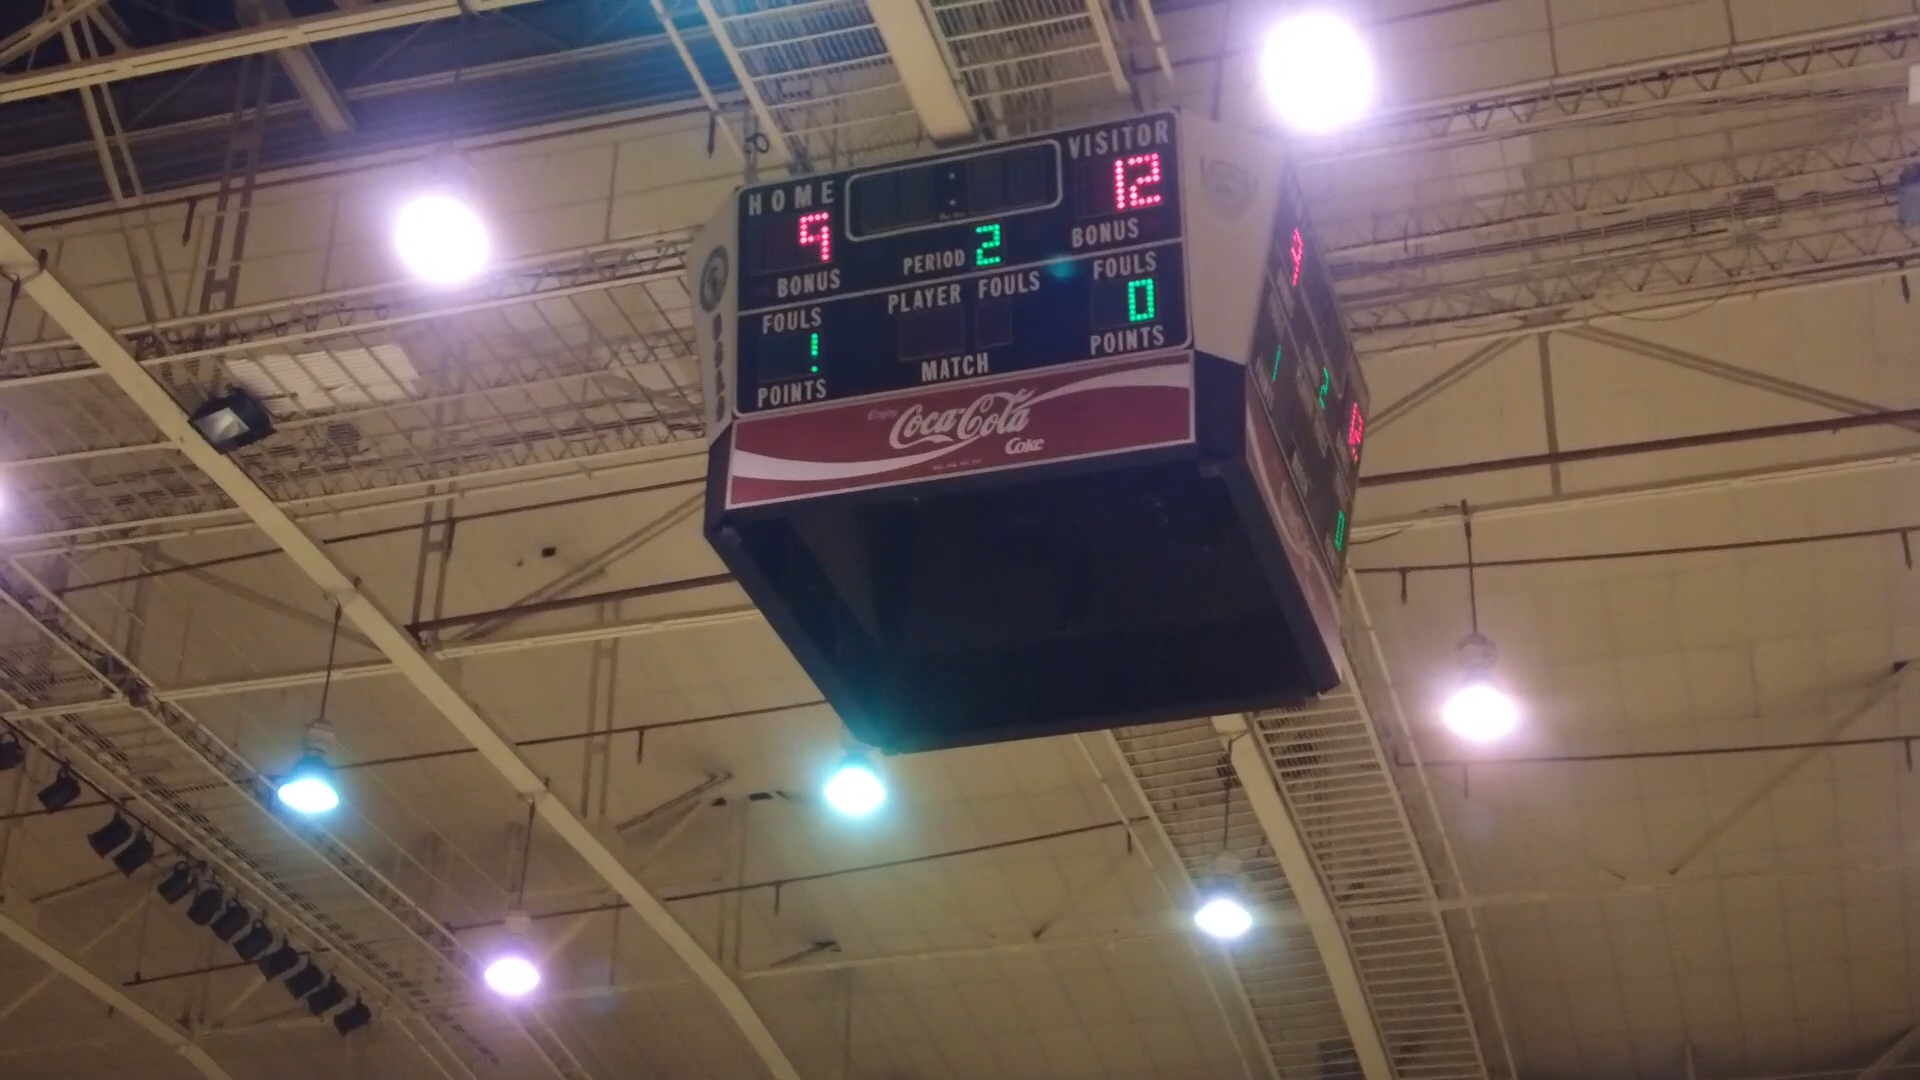 HOME
VISITOR
9
:
12
BONUS
PERIOD 2
BONUS
FOULS
PLAYER FOULS
FOULS
1
0
POINTS
MATCH
POINTS
Enjoy
Coca-Cola
Coke